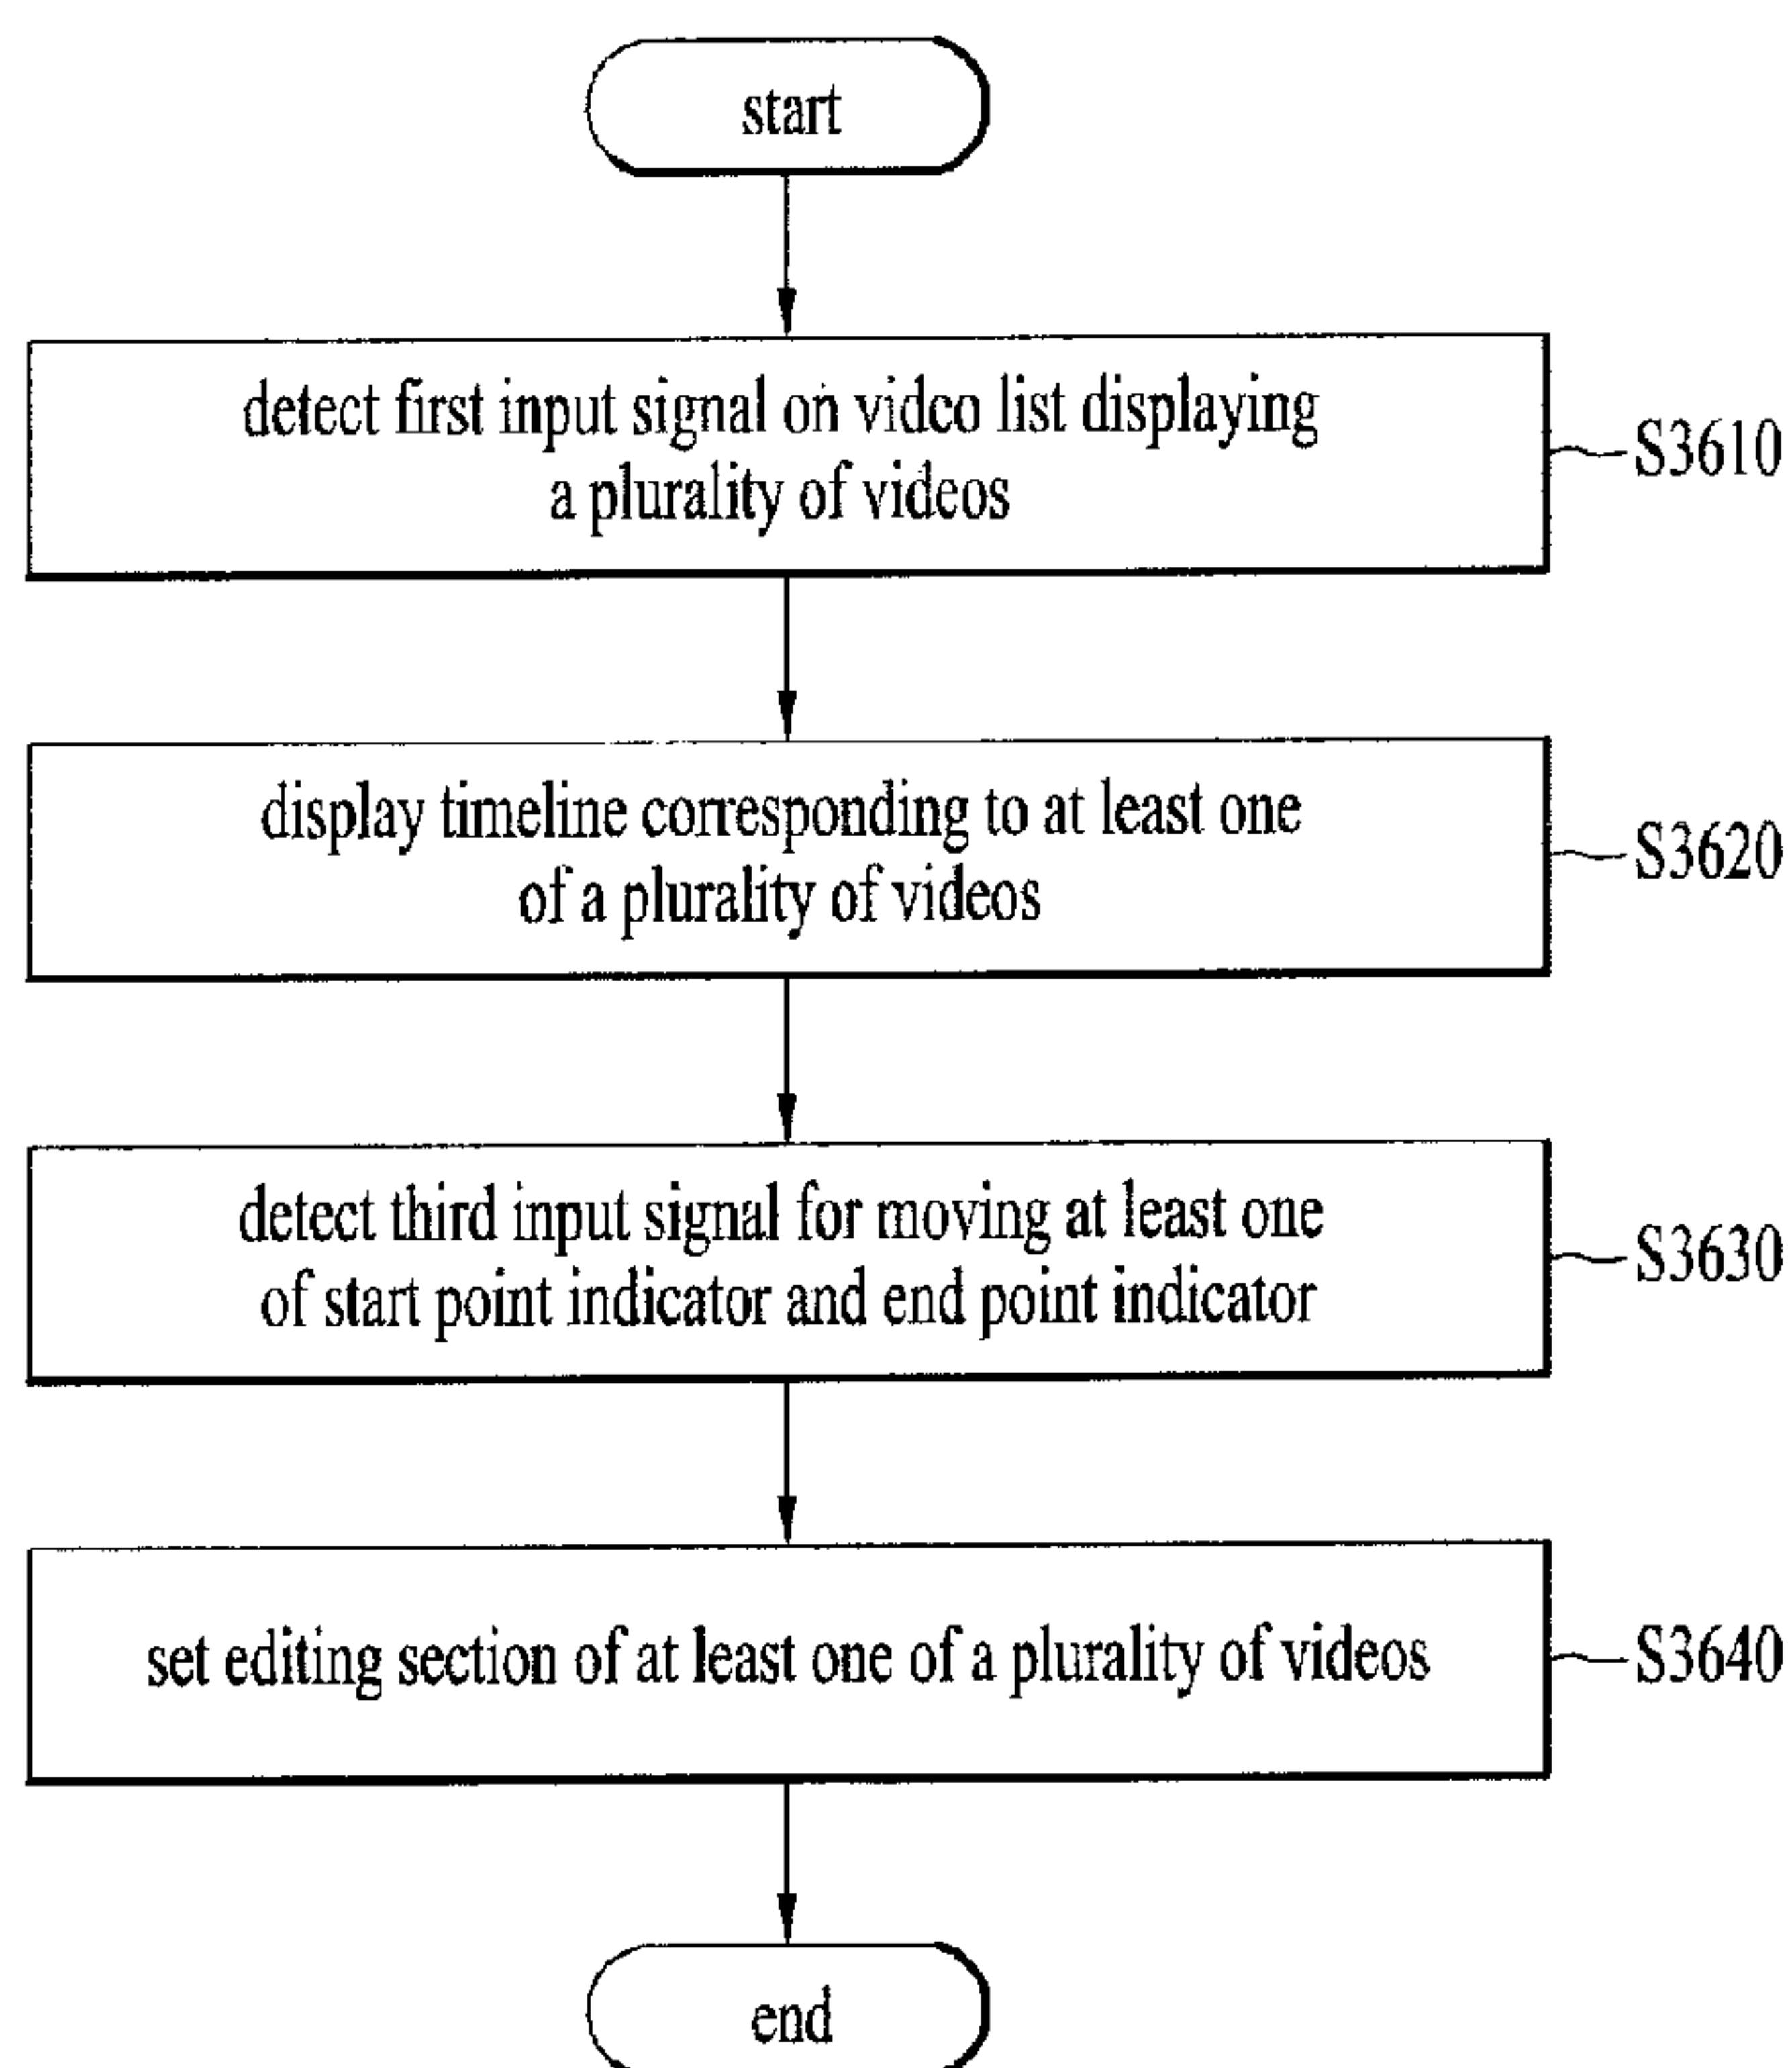 start
detect first input signal on video list displaying
a plurality of videos
S3610
display timeline corresponding to at least one
of a plurality of videos
S3620
detect third input signal for moving at least one
of start point indicator and end point indicator
S3630
set editing section of at least one of a plurality of videos
S3640
end